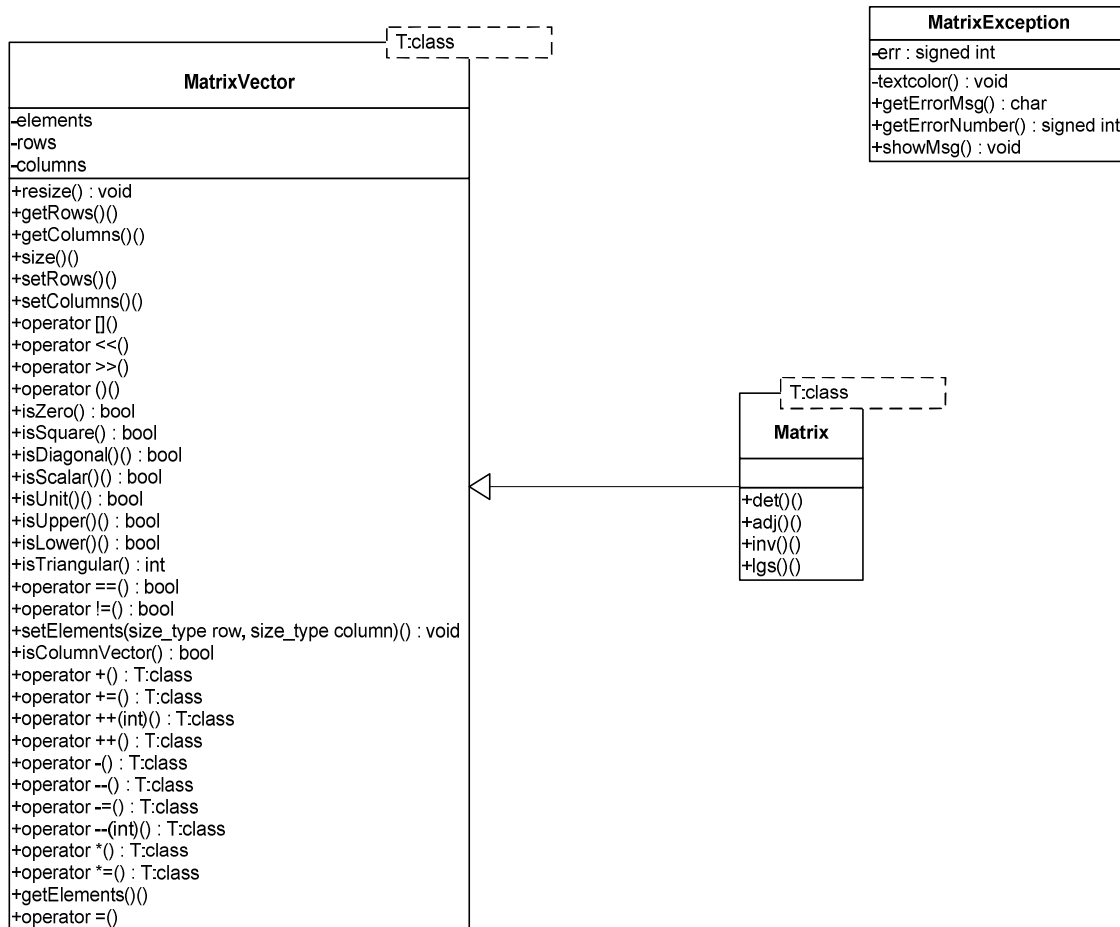 T:class
MatrixVector
-elements
-rows
-columns
+resize() : void
+getRows()()
+getColumns()()
+size()()
+setRows()()
+setColumns()()
+operator []()
+operator <<()
+operator >>()
+operator ()()
+isZero() : bool
+isSquare() : bool
+isDiagonal()() : bool
+isScalar()() : bool
+isUnit()() : bool
+isUpper()() : bool
+isLower()() : bool
+isTriangular() : int
+operator ==() : bool
+operator !=() : bool
+setElements(size_type row, size_type column)() : void
+isColumnVector() : bool
+operator +() : T:class
+operator +=() : T:class
+operator ++(int)() : T:class
+operator ++() : T:class
+operator -() : T:class
+operator --() : T:class
+operator -=() : T:class
+operator --(int)() : T:class
+operator *() : T:class
+operator *=() : T:class
+getElements()()
+operator =()
T:class
Matrix
+det()()
+adj()()
+inv()()
+lgs()()
MatrixException
-err : signed int
-textcolor() : void
+getErrorMsg() : char
+getErrorNumber() : signed int
+showMsg() : void